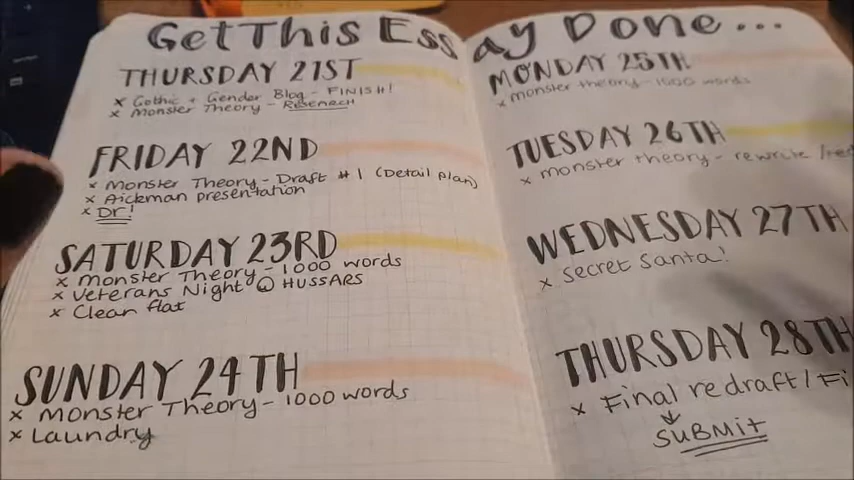 Get This Essay Done...
THURSDAY 21ST
x Gothic + Gender Blog - FINISH!
x Monster Theory - Research
FRIDAY 22ND
x Monster Theory - Draft #1 (Detail Plan)
x Aickman presentation
x Dr!
SATURDAY 23RD
x Monster Theory - 1000 words
x Veterans Night @ HUSSARS
x Clean flat
SUNDAY 24TH
x Monster Theory - 1000 words
x Laundry
MONDAY 25TH
x monster theory - 1000 words
TUESDAY 26TH
x monster theory - rewrite /red
WEDNESDAY 27TH
x Secret Santa!
THURSDAY 28TH
x Final redraft / Fi
SUBMit